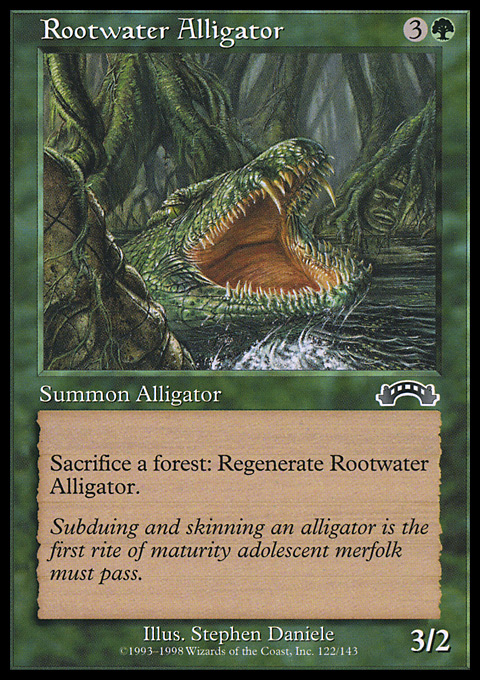 Rootwater Alligator 3
Summon Alligator
Sacrifice a forest: Regenerate Rootwater
Alligator.
Subduing and skinning an alligator is the
first rite of maturity adolescent merfolk
must pass.
Illus. Stephen Daniele
©1993–1998 Wizards of the Coast, Inc. 122/143
3/2